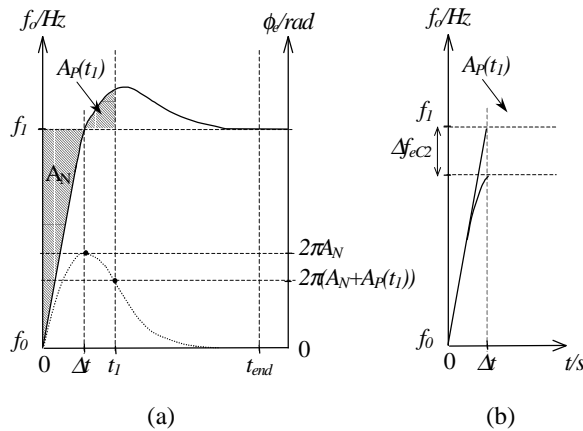 f_o/Hz
ϕ_e/rad
A_P(t_1)
f_1
A_N
2πA_N
2π(A_N+A_P(t_1))
f_0
0
0
Δt
t_1
t_end
(a)
f_o/Hz
A_P(t_1)
f_1
Δf_eC2
f_0
0
Δt
t/s
(b)